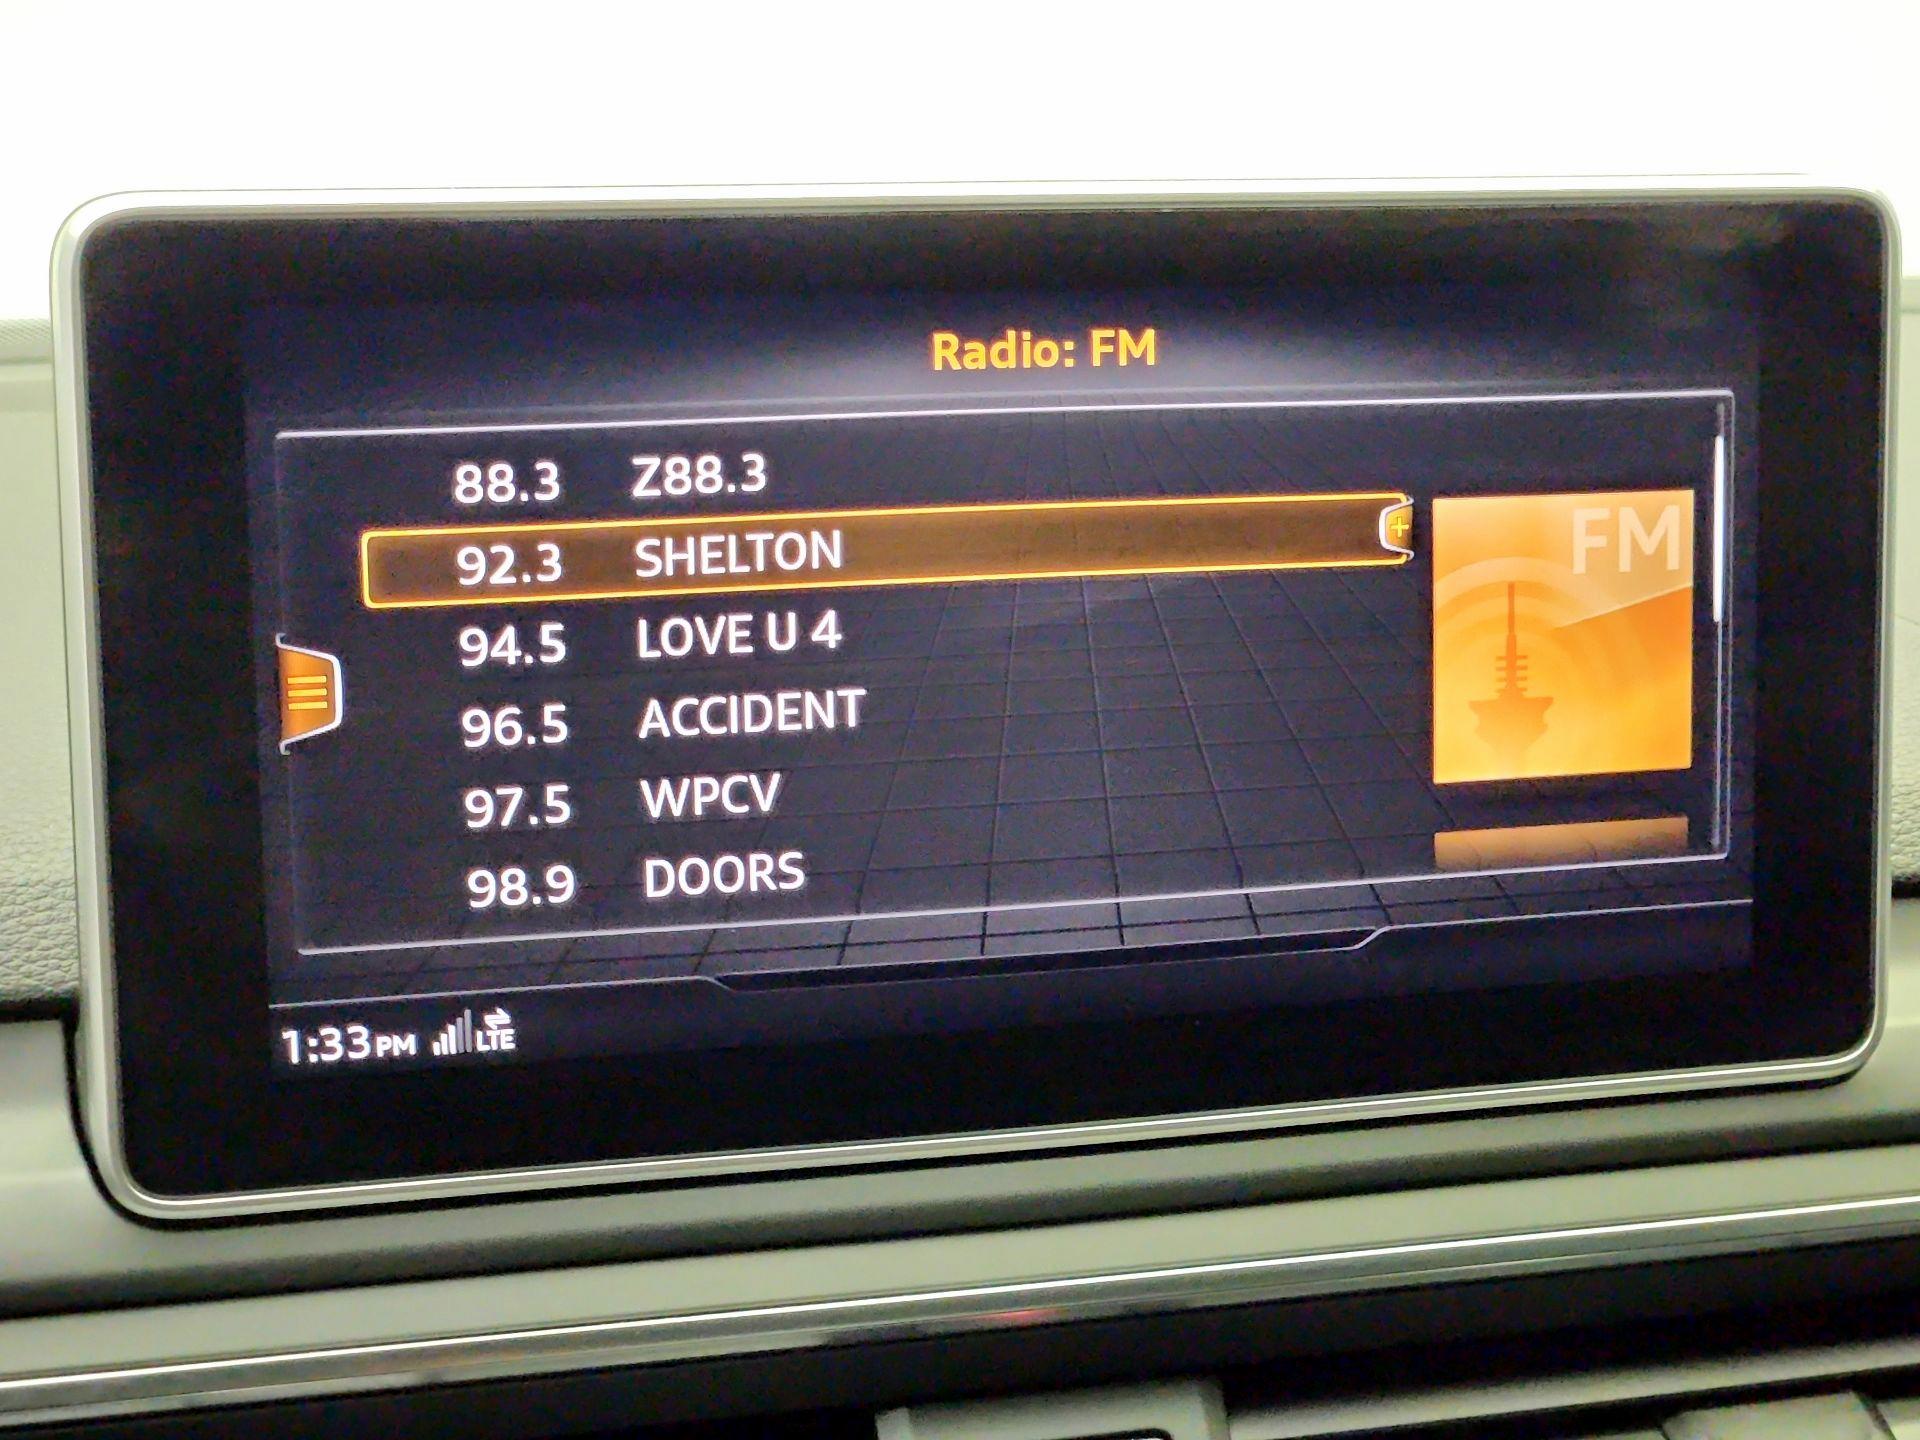 Radio: FM
88.3 Z88.3
92.3 SHELTON
FM
94.5 LOVE U 4
96.5 ACCIDENT
97.5 WPCV
98.9 DOORS
1:33PM LTE